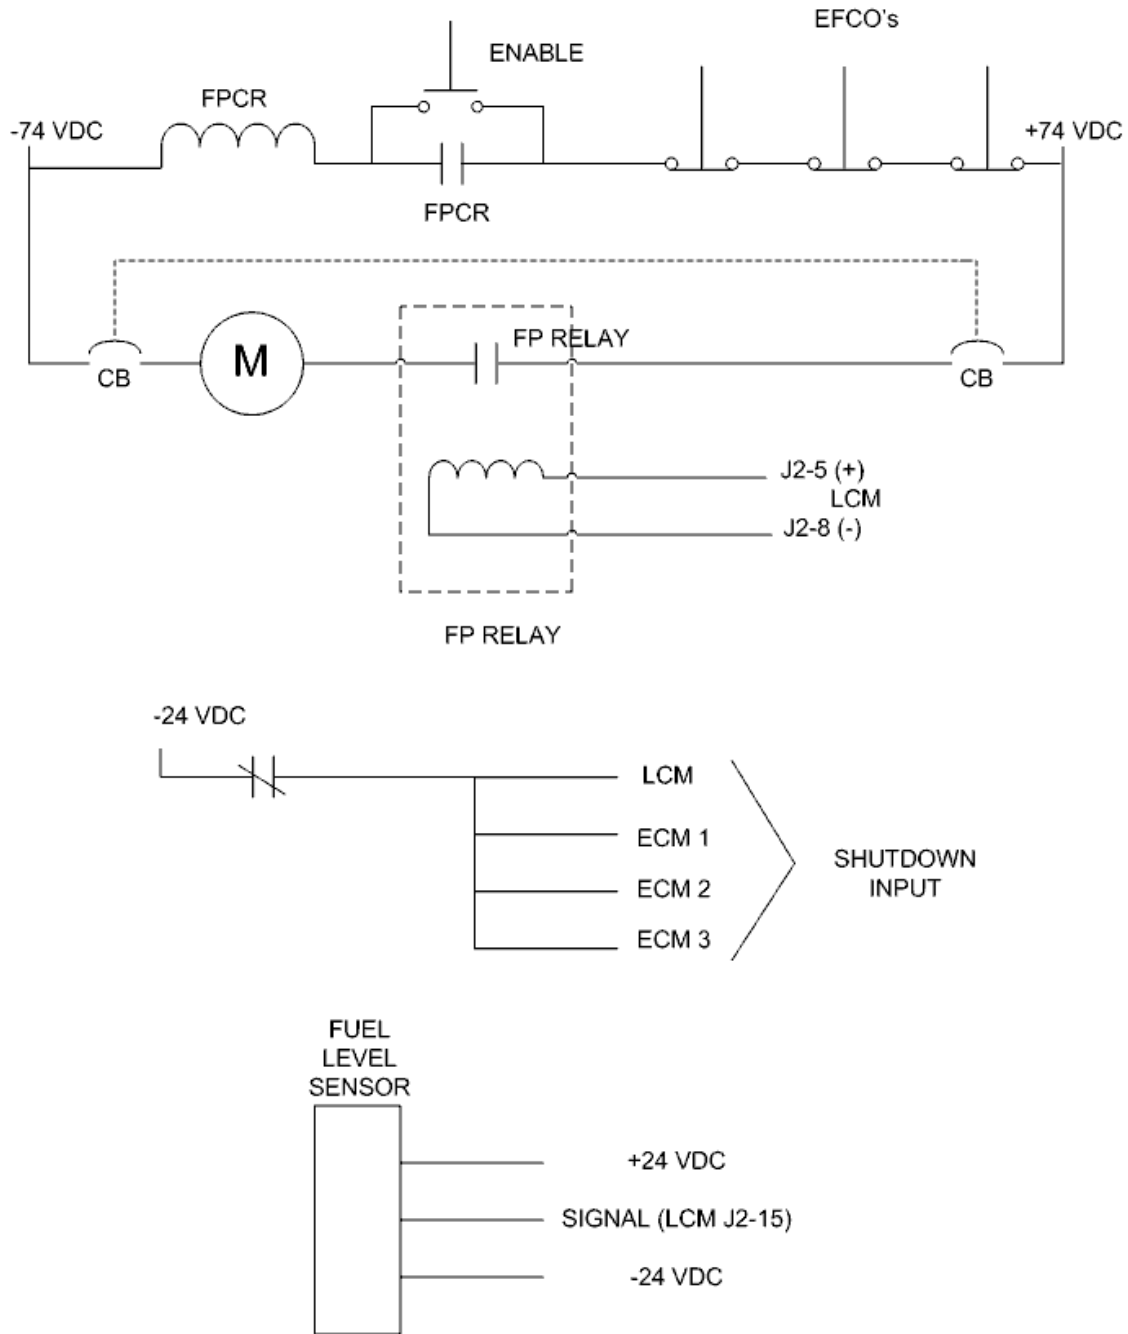 EFCO's
ENABLE
FPCR
-74 VDC
+74 VDC
FPCR
FP RELAY
M
CB
CB
J2-5 (+)
LCM
J2-8 (-)
FP RELAY
-24 VDC
LCM
ECM 1
ECM 2
ECM 3
SHUTDOWN
INPUT
FUEL
LEVEL
SENSOR
+24 VDC
SIGNAL (LCM J2-15)
-24 VDC